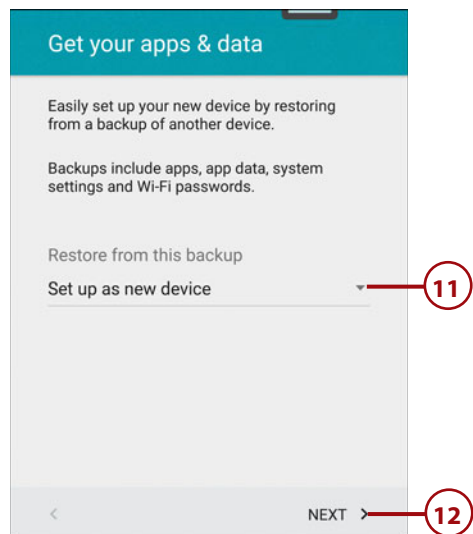 Get your apps & data
Easily set up your new device by restoring
from a backup of another device.
Backups include apps, app data, system
settings and Wi-Fi passwords.
Restore from this backup
Set up as new device
11
NEXT
12